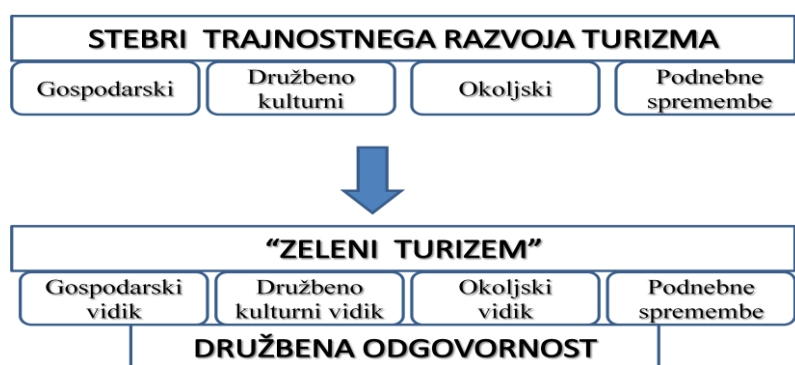 STEBRI TRAJNOSTNEGA RAZVOJA TURIZMA
Gospodarski
Družbeno
kulturni
Okoljski
Podnebne
spremembe
“ZELENI TURIZEM”
Gospodarski
vidik
Družbeno
kulturni vidik
Okoljski
vidik
Podnebne
spremembe
DRUŽBENA ODGOVORNOST